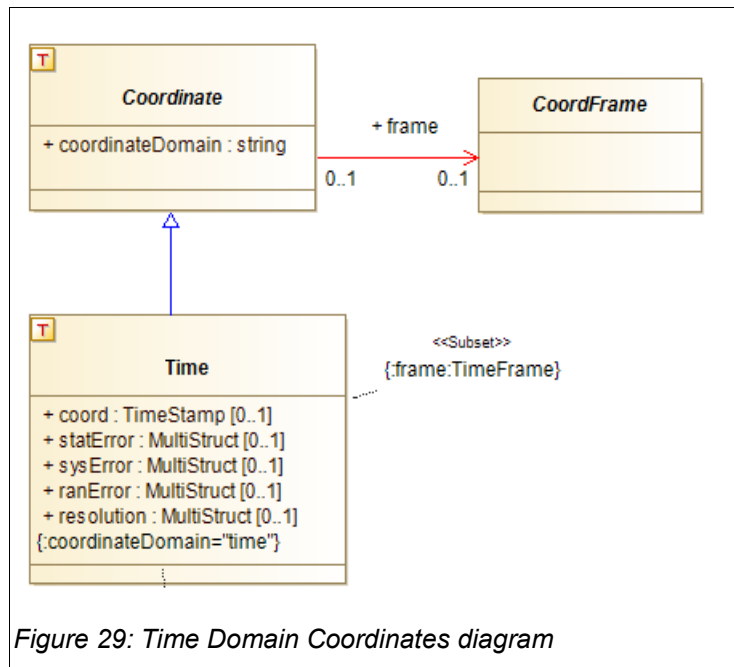 T
Coordinate
+ coordinateDomain : string
+ frame
0..1
0..1
CoordFrame
T
Time
+ coord : TimeStamp [0..1]
+ statError : MultiStruct [0..1]
+ sysError : MultiStruct [0..1]
+ ranError : MultiStruct [0..1]
+ resolution : MultiStruct [0..1]
{:coordinateDomain="time"}
<<Subset>>
{:frame:TimeFrame}
Figure 29: Time Domain Coordinates diagram